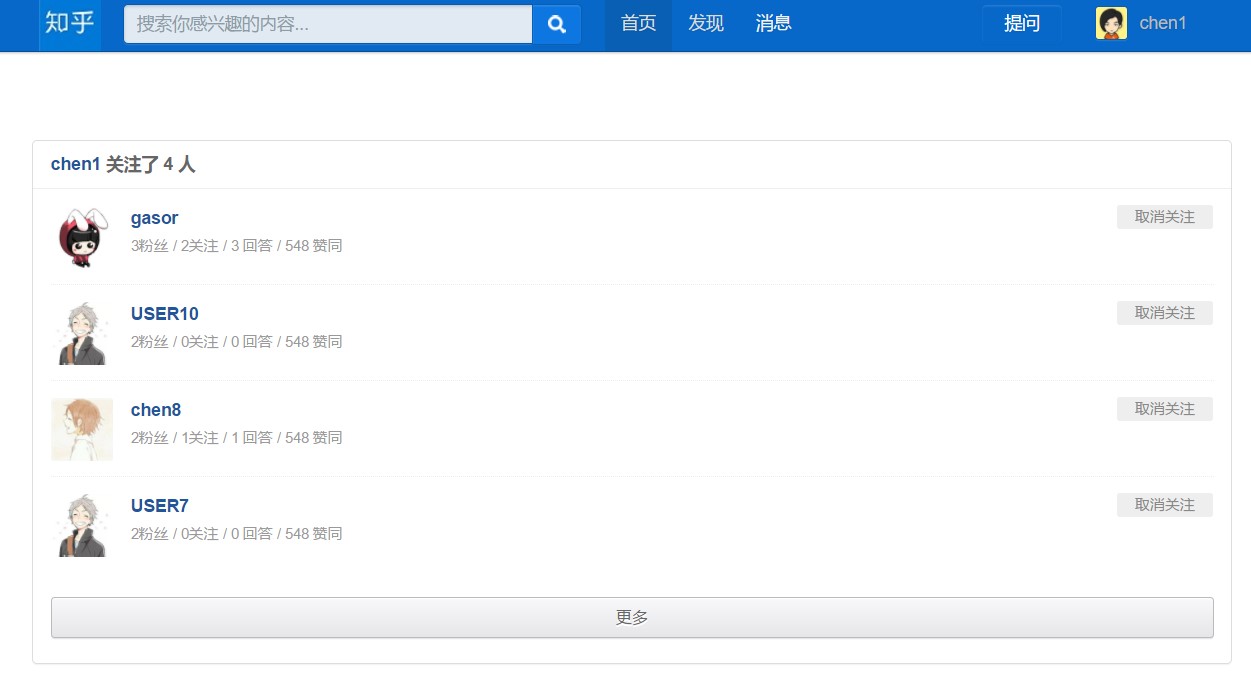 知乎 搜索你感兴趣的内容... 首页 发现 消息 提问 chen1
chen1 关注了 4 人
gasor 取消关注
3粉丝 / 2关注 / 3 回答 / 548 赞同
USER10 取消关注
2粉丝 / 0关注 / 0 回答 / 548 赞同
chen8 取消关注
2粉丝 / 1关注 / 1 回答 / 548 赞同
USER7 取消关注
2粉丝 / 0关注 / 0 回答 / 548 赞同
更多